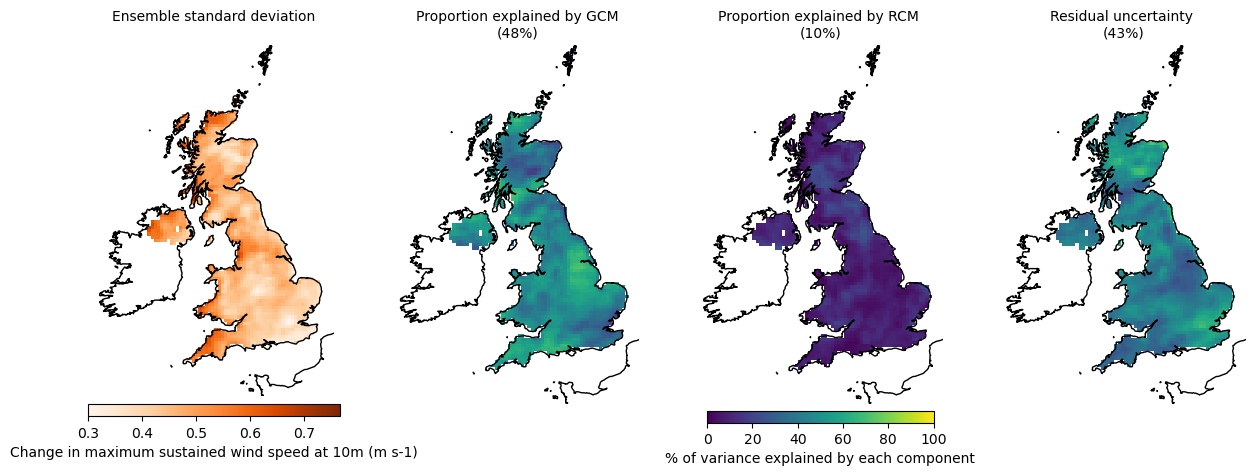 Ensemble standard deviation
Proportion explained by GCM
(48%)
Proportion explained by RCM
(10%)
Residual uncertainty
(43%)
0.3 0.4 0.5 0.6 0.7
Change in maximum sustained wind speed at 10m (m s-1)
0 20 40 60 80 100
% of variance explained by each component